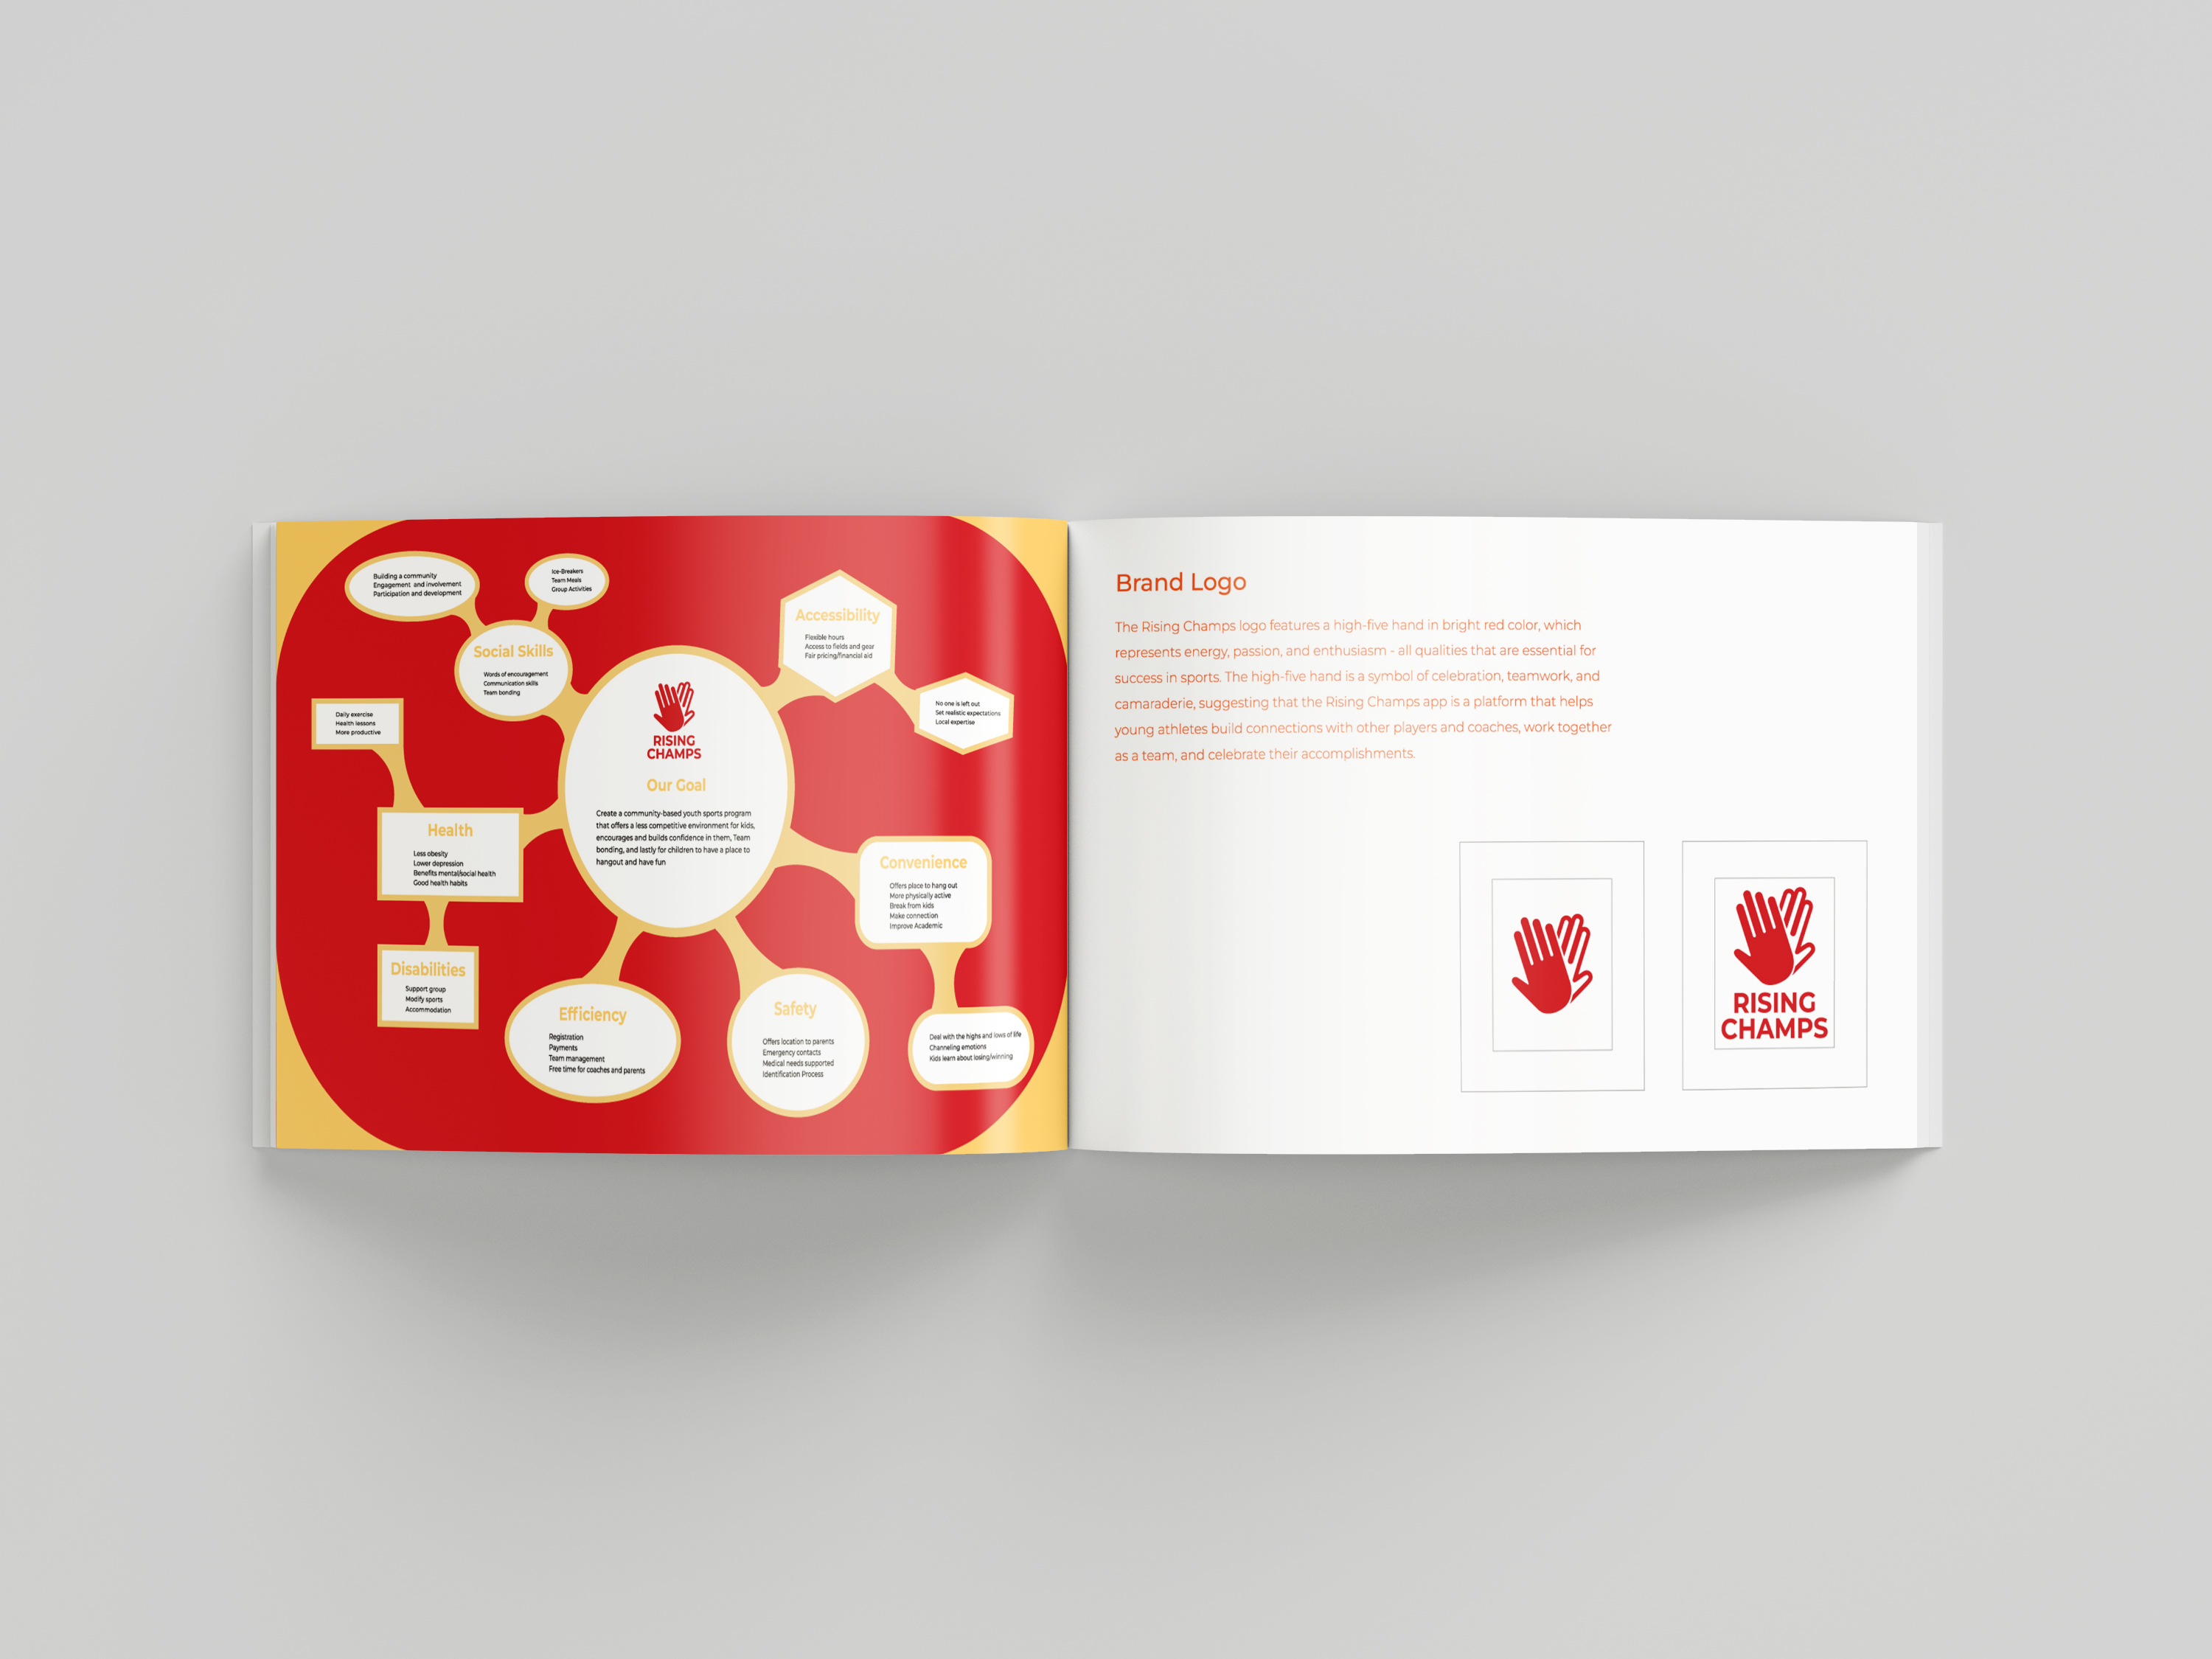 Building a community
Engagement and involvement
Participation and development
Ice-Breakers
Team Meals
Group Activities
Social Skills
Words of encouragement
Communication skills
Team bonding
Accessibility
Flexible hours
Access to fields and gear
Fair pricing/financial aid
No one is left out
Set realistic expectations
Local expertise
Daily exercise
Health lessons
More productive
RISING
CHAMPS
Our Goal
Create a community-based youth sports program
that offers a less competitive environment for kids,
encourages and builds confidence in them, Team
bonding, and lastly for children to have a place to
hangout and have fun
Health
Less obesity
Lower depression
Benefits mental/social health
Good health habits
Convenience
Offers place to hang out
More physically active
Break from kids
Make connection
Improve Academic
Disabilities
Support group
Modify sports
Accommodation
Efficiency
Registration
Payments
Team management
Free time for coaches and parents
Safety
Offers location to parents
Emergency contacts
Medical needs supported
Identification Process
Deal with the highs and lows of life
Channeling emotions
Kids learn about losing/winning
Brand Logo
The Rising Champs logo features a high-five hand in bright red color, which
represents energy, passion, and enthusiasm - all qualities that are essential for
success in sports. The high-five hand is a symbol of celebration, teamwork, and
camaraderie, suggesting that the Rising Champs app is a platform that helps
young athletes build connections with other players and coaches, work together
as a team, and celebrate their accomplishments.
RISING
CHAMPS